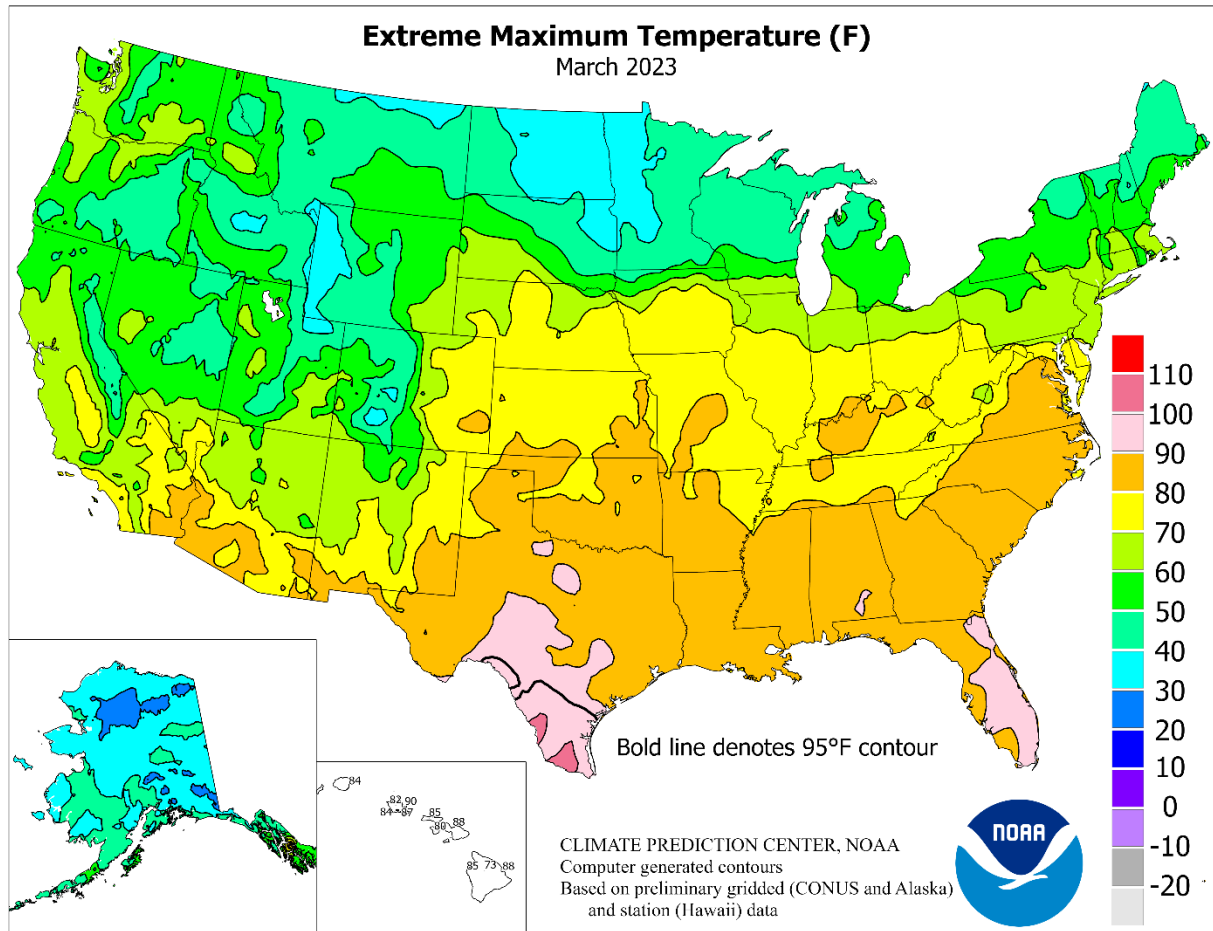 Extreme Maximum Temperature (F)
March 2023
110
100
90
80
70
60
50
40
30
20
10
0
-10
-20
Bold line denotes 95°F contour
84
82 90
87
85
88
85 73 88
CLIMATE PREDICTION CENTER, NOAA
Computer generated contours
Based on preliminary gridded (CONUS and Alaska)
and station (Hawaii) data
NOAA